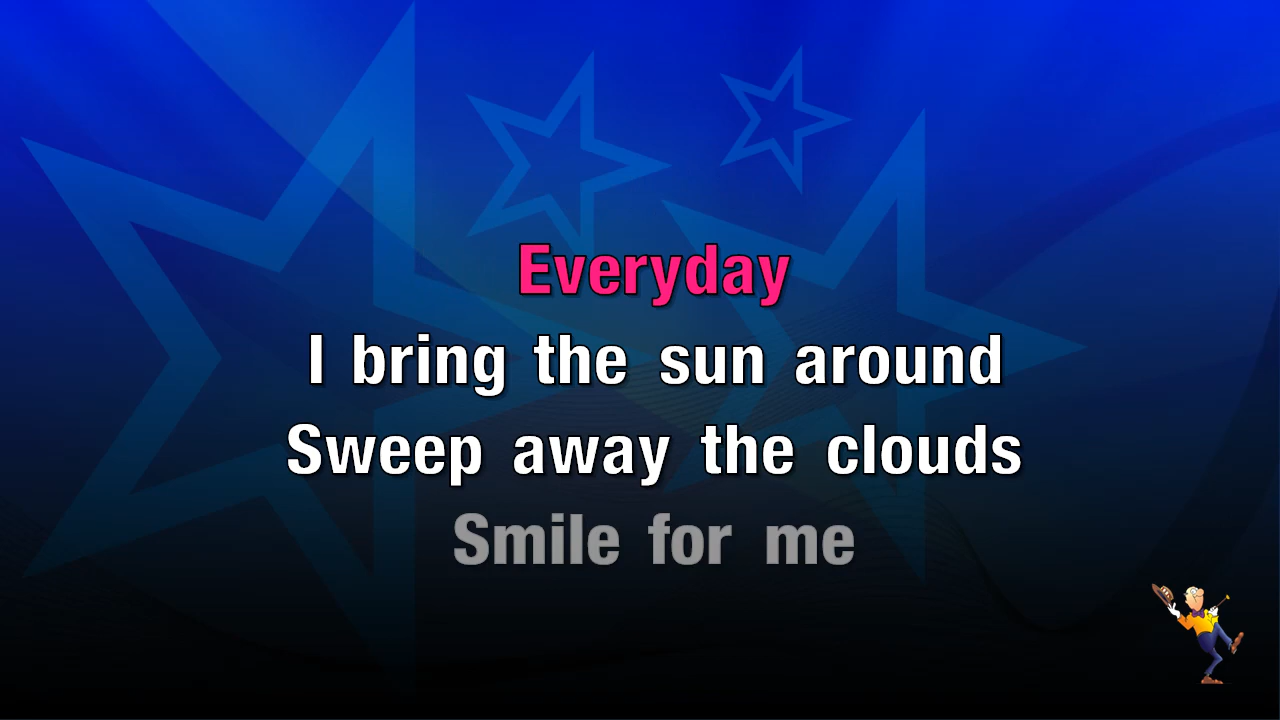 Everyday
I bring the sun around
Sweep away the clouds
Smile for me